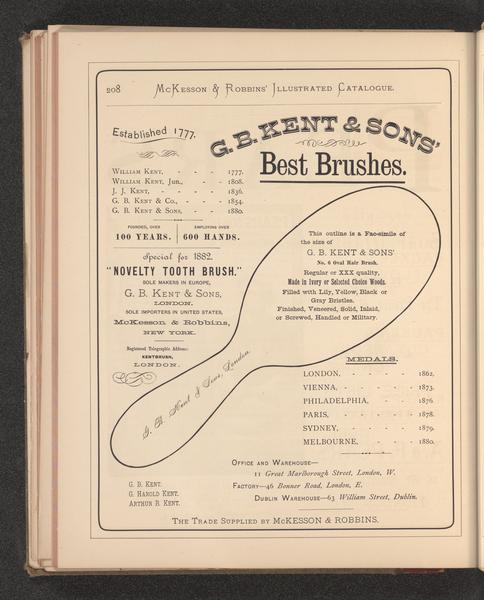 208 McKesson & Robbins' Illustrated Catalogue.
Established 1777.
G. B. KENT & SONS'
Best Brushes.
William Kent, - - - 1777.
William Kent, Jun., - - 1808.
J. J. Kent, - - - - 1836.
G. B. Kent & Co., - - - 1854.
G. B. Kent & Sons, - - 1880.
FOUNDED, OVER
100 YEARS.
EMPLOYING OVER
600 HANDS.
Special for 1882.
"NOVELTY TOOTH BRUSH."
SOLE MAKERS IN EUROPE,
G. B. Kent & Sons,
LONDON.
SOLE IMPORTERS IN UNITED STATES,
McKesson & Robbins,
NEW YORK.
Registered Telegraphic Address:
KENTBRUSH,
LONDON.
This outline is a Fac-simile of
the size of
G. B. KENT & SONS'
No. 6 Oval Hair Brush.
Regular or XXX quality,
Made in Ivory or Selected Choice Woods.
Filled with Lily, Yellow, Black or
Gray Bristles.
Finished, Veneered, Solid, Inlaid,
or Screwed, Handled or Military.
G. B. Kent & Sons, London
MEDALS.
LONDON, - - - - 1862.
VIENNA, - - - - 1873.
PHILADELPHIA, - - - 1876.
PARIS, - - - - 1878.
SYDNEY, - - - - 1879.
MELBOURNE, - - - 1880.
Office and Warehouse—
11 Great Marlborough Street, London, W.
Factory—46 Bonner Road, London, E.
Dublin Warehouse—63 William Street, Dublin.
G. B. Kent.
G. Harold Kent.
Arthur R. Kent.
The Trade Supplied by McKESSON & ROBBINS.